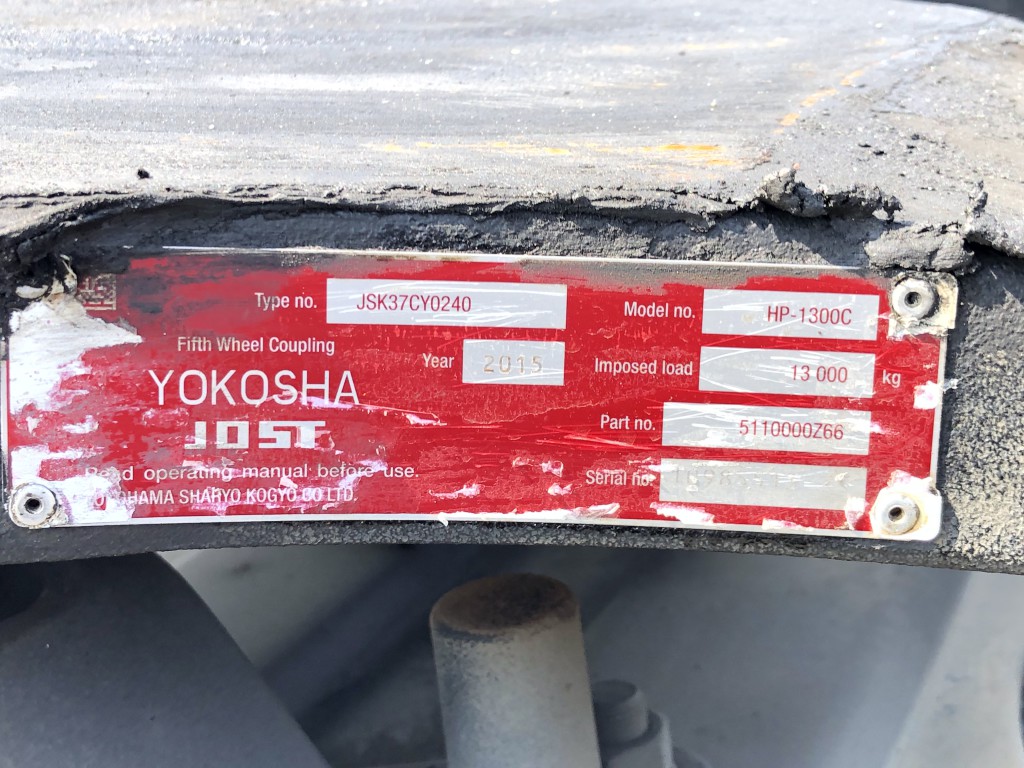 Type no. JSK37CY0240
Model no. HP-1300C
Fifth Wheel Coupling
Year 2015
Imposed load 13 000 kg
YOKOSHA
JOST
Part no. 5110000Z66
Read operating manual before use.
Serial no.
SHARYO KOGYO CO LTD.